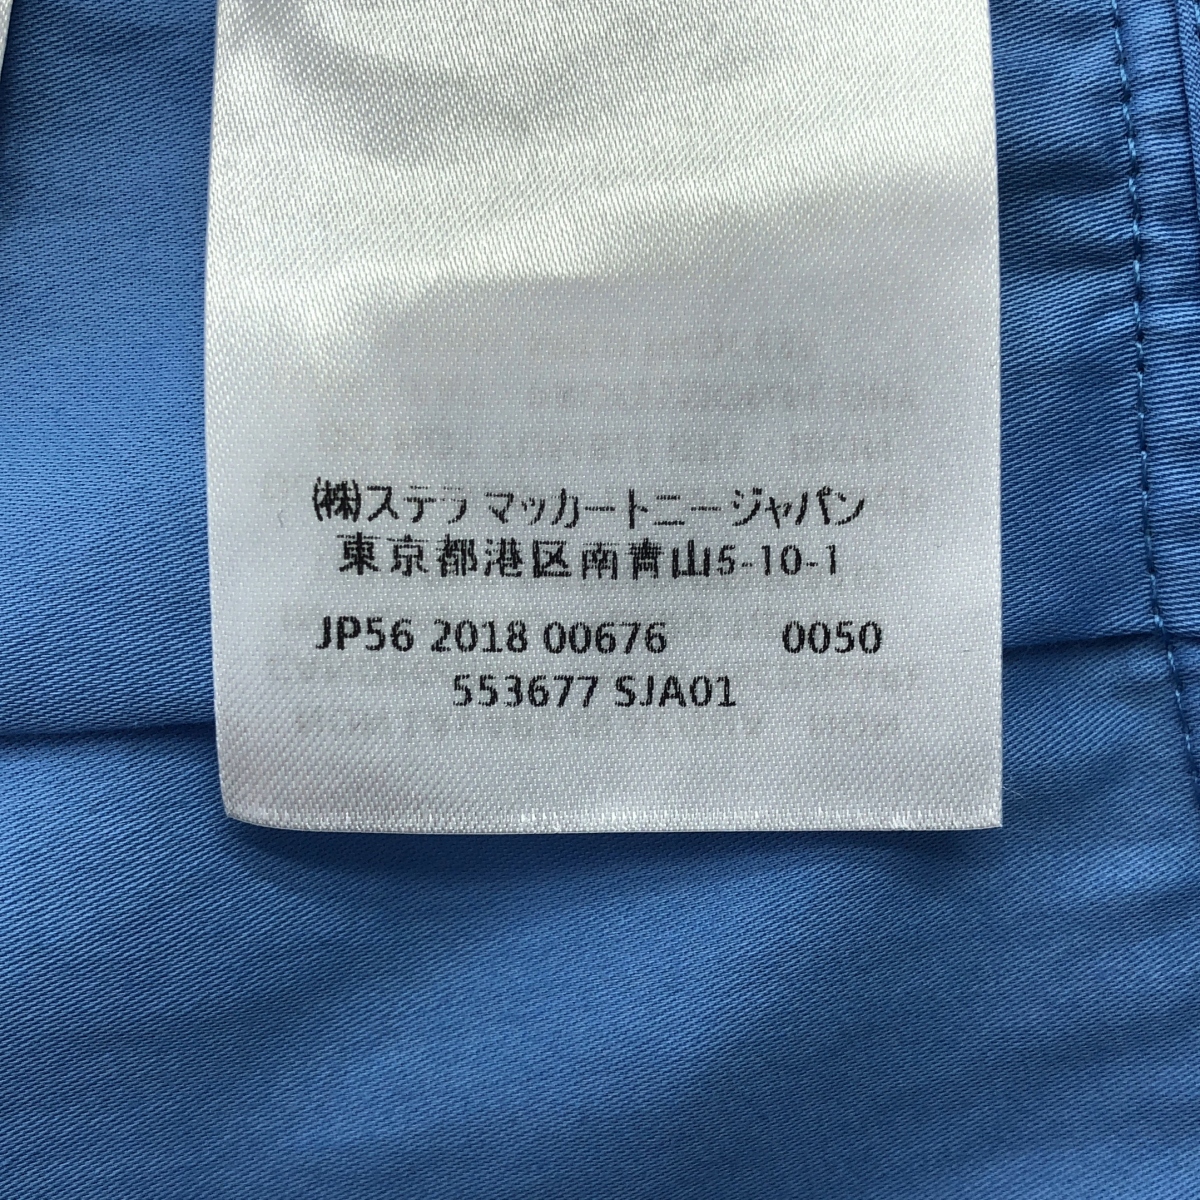 ㈱ステラ マッカートニージャパン
東京都港区南青山5-10-1
JP56 2018 00676 0050
553677 SJA01